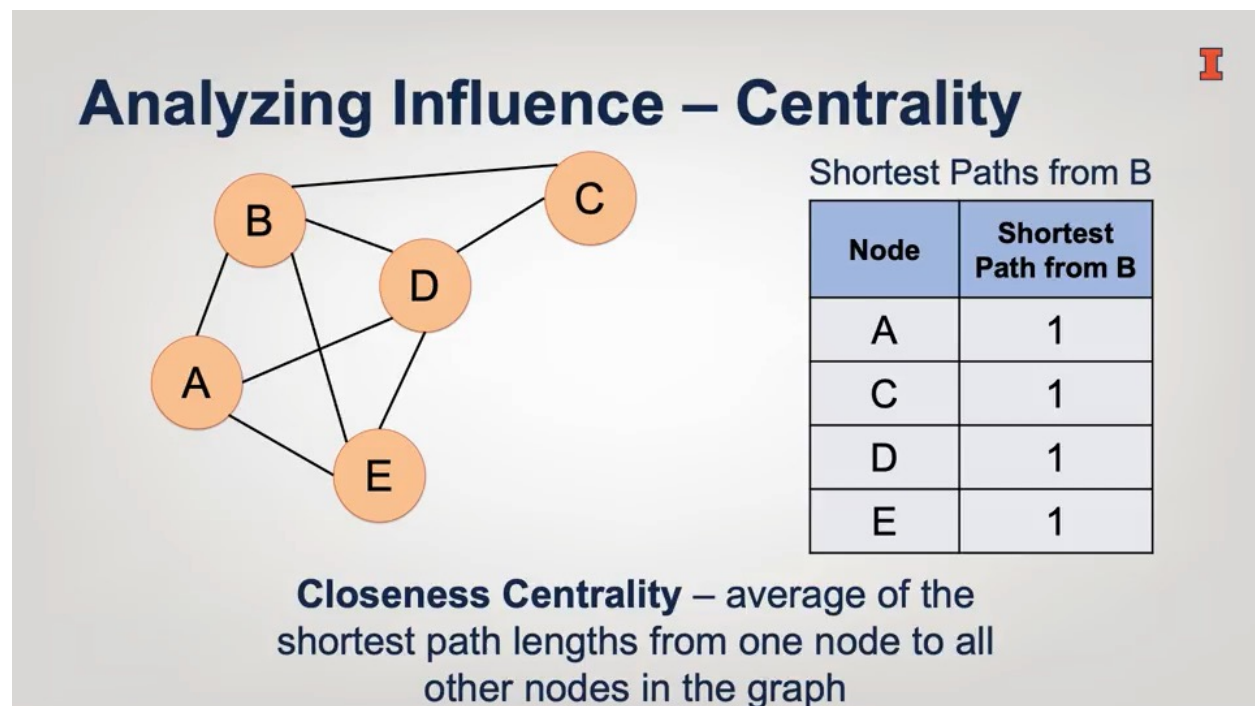 I
Analyzing Influence – Centrality
B
C
D
A
E
Shortest Paths from B
Node
Shortest
Path from B
A
1
C
1
D
1
E
1
Closeness Centrality – average of the
shortest path lengths from one node to all
other nodes in the graph